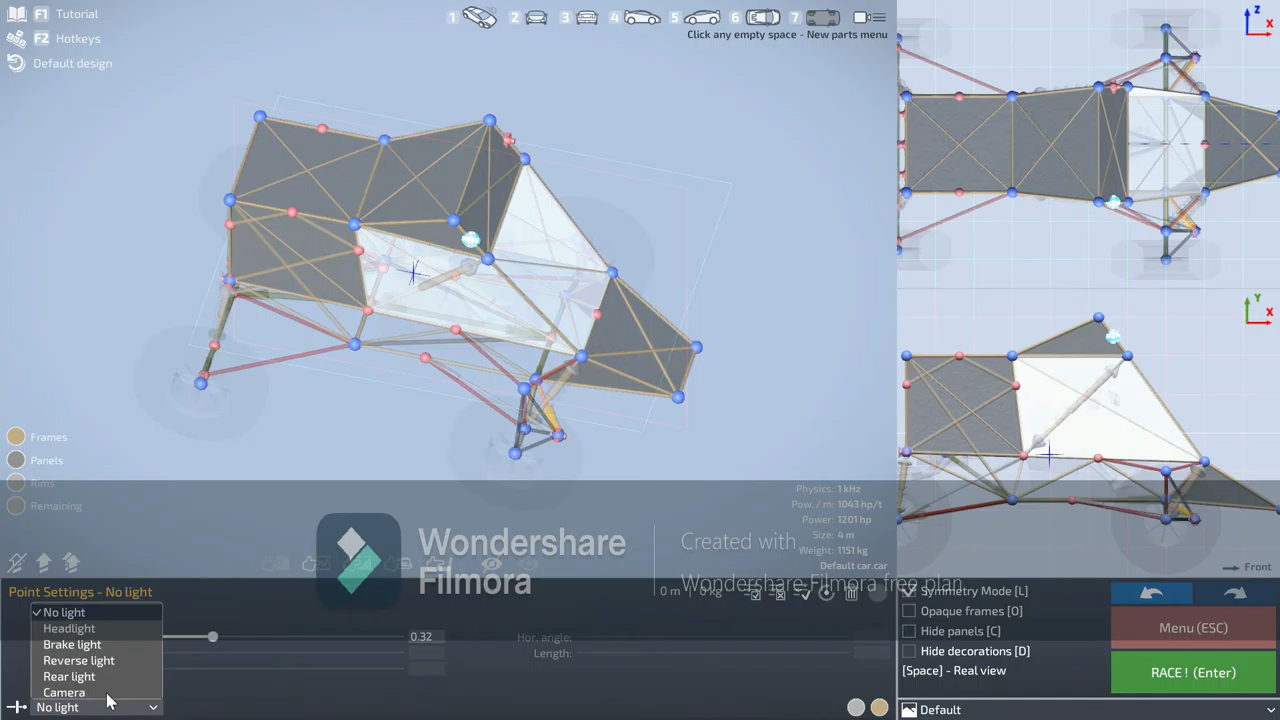 F1 Tutorial
F2 Hotkeys
Default design
1 2 3 4 5 6 7
Click any empty space - New parts menu
Z
X
Y
X
Frames
Panels
Rims
Remaining
Physics: 1 kHz
Pow. / m: 1043 hp/t
Power: 1201 hp
Size: 4 m
Weight: 1151 kg
Default car.car
0 m | 0 kg
Wondershare
Filmora
Created with
Wondershare Filmora free plan
Front
Point Settings - No light
No light
Headlight
Brake light
Reverse light
Rear light
Camera
No light
0.32
Hor. angle:
Length:
Symmetry Mode [L]
Opaque frames [O]
Hide panels [C]
Hide decorations [D]
[Space] - Real view
Menu (ESC)
RACE! (Enter)
Default